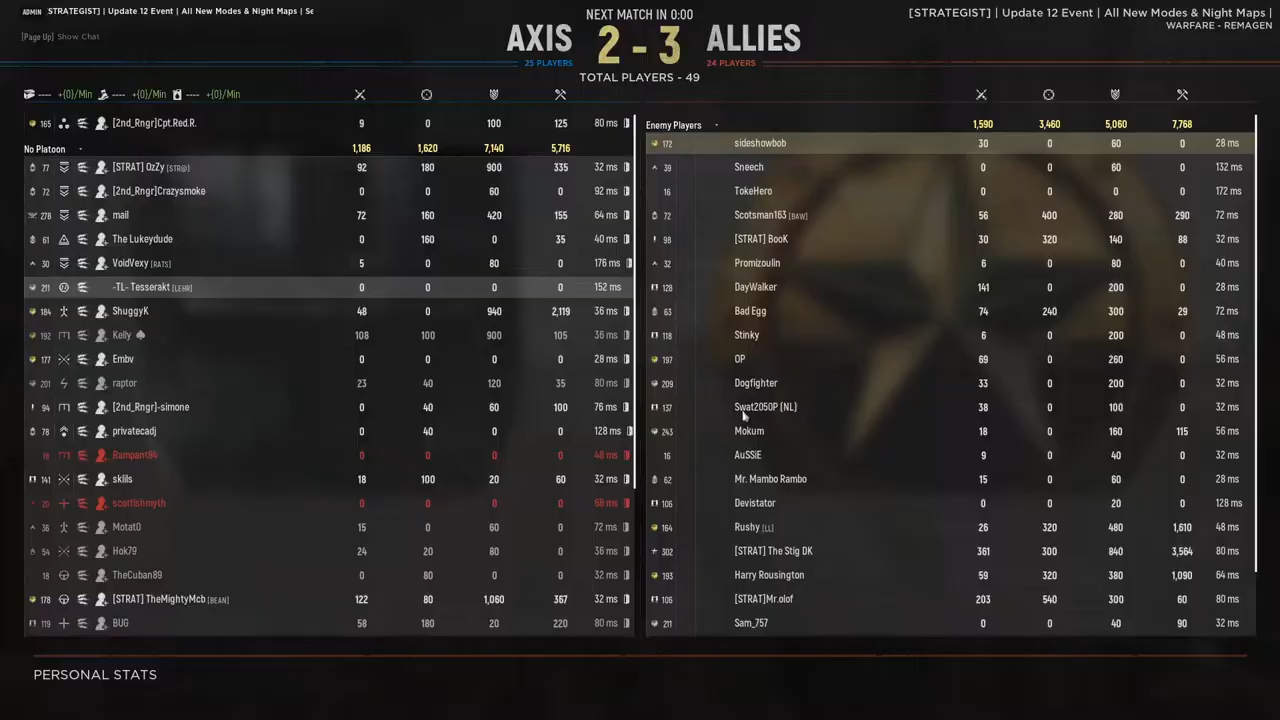 ADMIN STRATEGIST] | Update 12 Event | All New Modes & Night Maps | Se
[Page Up] Show Chat
NEXT MATCH IN 0:00
AXIS 2 - 3 ALLIES
25 PLAYERS
24 PLAYERS
TOTAL PLAYERS - 49
[STRATEGIST] | Update 12 Event | All New Modes & Night Maps |
WARFARE - REMAGEN
---- +{0}/Min ---- +{0}/Min ---- +{0}/Min
165 [2nd_Rngr]Cpt.Red.R. 9 0 100 125 80 ms
No Platoon - 1,186 1,620 7,140 5,716
77 [STRAT] OzZy [STR@] 92 180 900 335 32 ms
72 [2nd_Rngr]Crazysmoke 0 0 60 0 92 ms
278 mail 72 160 420 155 64 ms
61 The Lukeydude 0 160 0 35 40 ms
30 VoidVexy [RATS] 5 0 80 0 176 ms
211 -TL- Tesserakt [LEHR] 0 0 0 0 152 ms
184 ShuggyK 48 0 940 2,119 36 ms
192 Kelly ♠ 108 100 900 105 36 ms
177 Embv 0 0 0 0 28 ms
201 raptor 23 40 120 35 80 ms
94 [2nd_Rngr]-simone 0 40 60 100 76 ms
78 privatecadj 0 40 0 0 128 ms
18 Rampant84 0 0 0 0 48 ms
141 sklils 18 100 20 60 32 ms
20 scottishmyth 0 0 0 0 68 ms
36 Motat0 15 0 60 0 72 ms
54 Hok79 24 20 80 0 36 ms
18 TheCuban89 0 80 0 0 32 ms
178 [STRAT] TheMightyMcb [BEAN] 122 80 1,060 367 32 ms
119 BUG 58 180 20 220 80 ms
Enemy Players - 1,590 3,460 5,060 7,768
172 sideshowbob 30 0 60 0 28 ms
39 Sneech 0 0 60 0 132 ms
16 TokeHero 0 0 0 0 172 ms
72 Scotsman163 [BAW] 56 400 280 290 72 ms
98 [STRAT] BooK 30 320 140 88 32 ms
32 Promizoulin 6 0 80 0 40 ms
128 DayWalker 141 0 200 0 28 ms
63 Bad Egg 74 240 300 29 72 ms
118 Stinky 6 0 200 0 48 ms
197 OP 69 0 260 0 56 ms
209 Dogfighter 33 0 200 0 32 ms
137 Swat2050P (NL) 38 0 100 0 32 ms
243 Mokum 18 0 160 115 56 ms
16 AuSSiE 9 0 40 0 32 ms
62 Mr. Mambo Rambo 15 0 60 0 28 ms
106 Devistator 0 0 20 0 128 ms
164 Rushy [LL] 26 320 480 1,610 48 ms
302 [STRAT] The Stig DK 361 300 840 3,564 80 ms
193 Harry Rousington 59 320 380 1,090 64 ms
106 [STRAT]Mr.olof 203 540 300 60 80 ms
211 Sam_757 0 0 40 90 32 ms
PERSONAL STATS